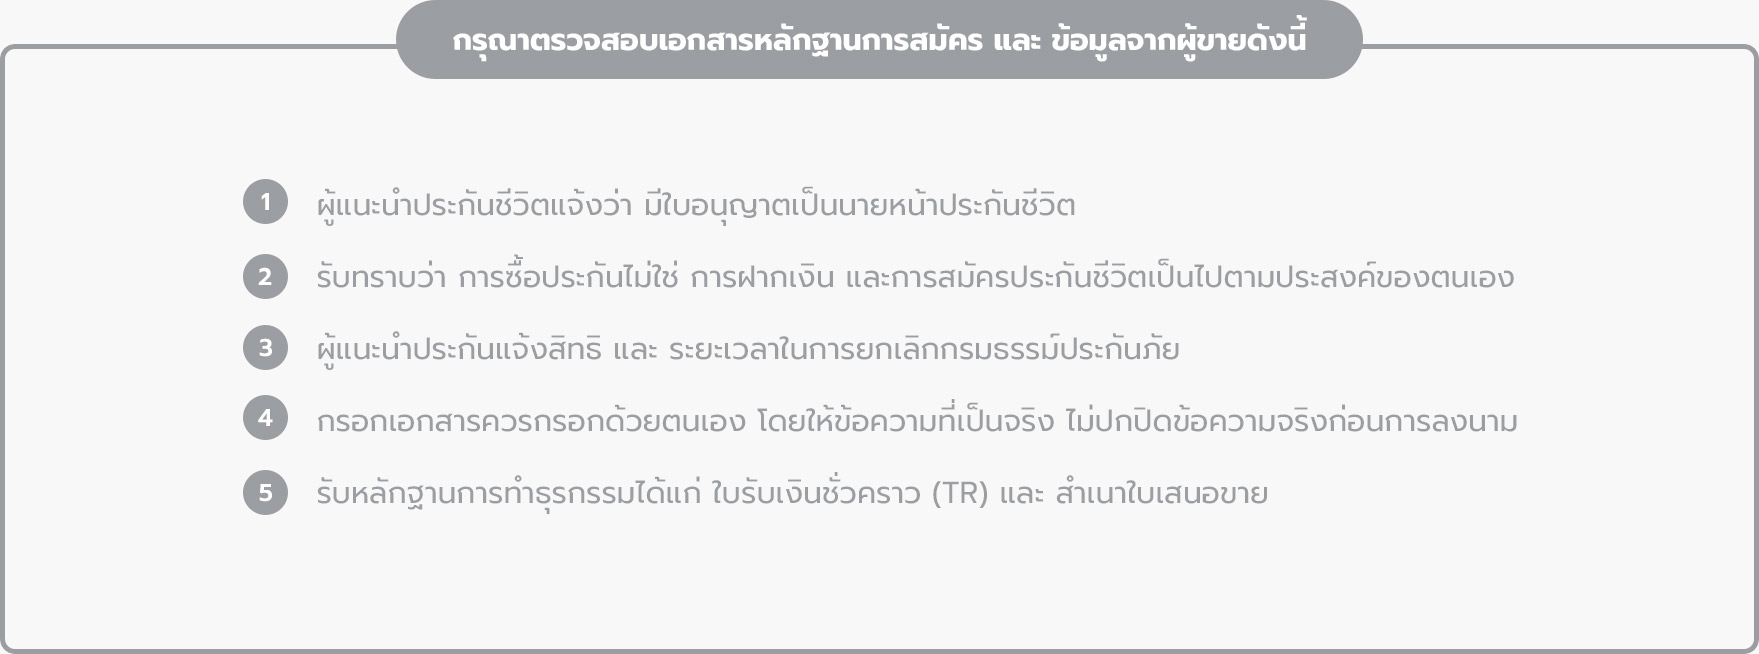 กรุณาตรวจสอบเอกสารหลักฐานการสมัคร และ ข้อมูลจากผู้ขายดังนี้
1 ผู้แนะนำประกันชีวิตแจ้งว่า มีใบอนุญาตเป็นนายหน้าประกันชีวิต
2 รับทราบว่า การซื้อประกันไม่ใช่ การฝากเงิน และการสมัครประกันชีวิตเป็นไปตามประสงค์ของตนเอง
3 ผู้แนะนำประกันแจ้งสิทธิ และ ระยะเวลาในการยกเลิกกรมธรรม์ประกันภัย
4 กรอกเอกสารควรกรอกด้วยตนเอง โดยให้ข้อความที่เป็นจริง ไม่ปกปิดข้อความจริงก่อนการลงนาม
5 รับหลักฐานการทำธุรกรรมได้แก่ ใบรับเงินชั่วคราว (TR) และ สำเนาใบเสนอขาย